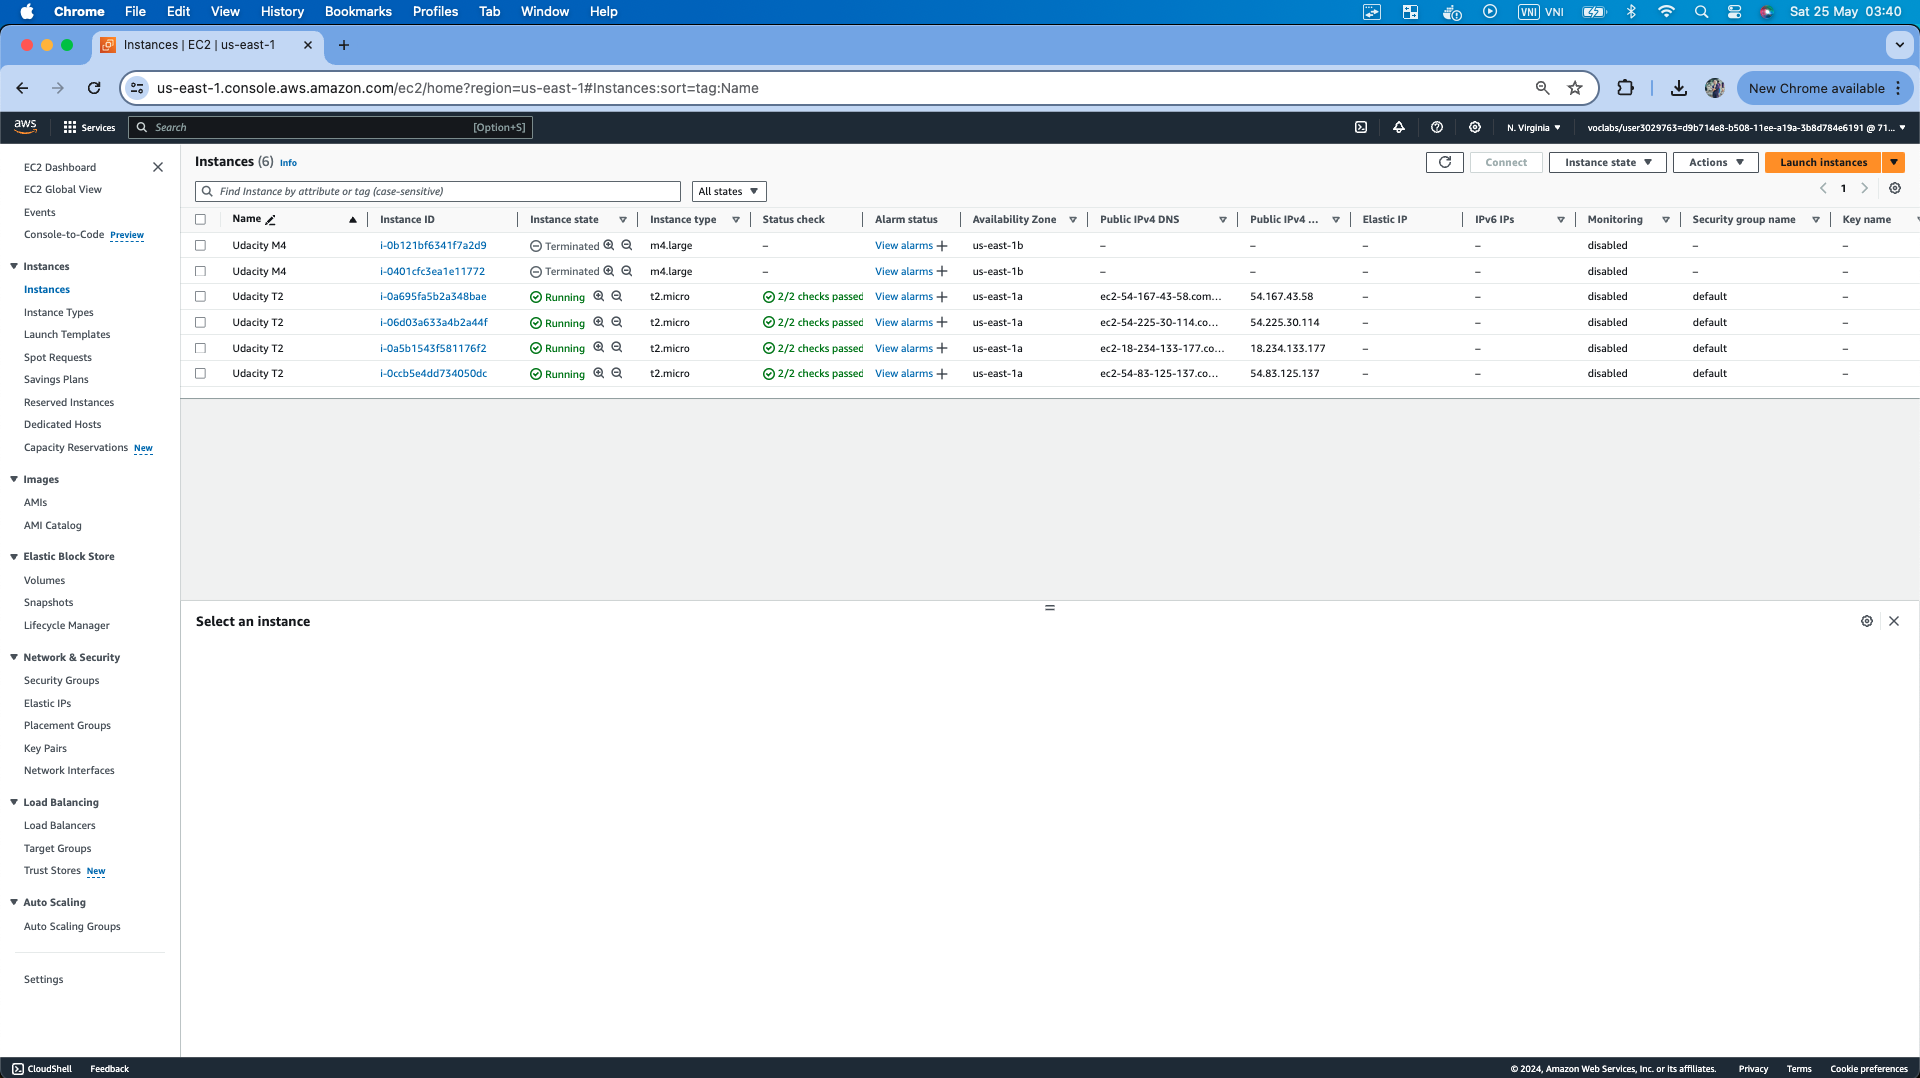 Chrome File Edit View History Bookmarks Profiles Tab Window Help VNI VNI Sat 25 May 03:40
Instances | EC2 | us-east-1
us-east-1.console.aws.amazon.com/ec2/home?region=us-east-1#Instances:sort=tag:Name New Chrome available
aws Services Search [Option+S] N. Virginia voclabs/user3029763=d9b714e8-b508-11ee-a19a-3b8d784e6191 @ 71...
EC2 Dashboard
EC2 Global View
Events
Console-to-Code Preview
Instances
Instances
Instance Types
Launch Templates
Spot Requests
Savings Plans
Reserved Instances
Dedicated Hosts
Capacity Reservations New
Images
AMIs
AMI Catalog
Elastic Block Store
Volumes
Snapshots
Lifecycle Manager
Network & Security
Security Groups
Elastic IPs
Placement Groups
Key Pairs
Network Interfaces
Load Balancing
Load Balancers
Target Groups
Trust Stores New
Auto Scaling
Auto Scaling Groups
Settings
Instances (6) Info Connect Instance state Actions Launch instances
Find Instance by attribute or tag (case-sensitive) All states 1
Name Instance ID Instance state Instance type Status check Alarm status Availability Zone Public IPv4 DNS Public IPv4 ... Elastic IP IPv6 IPs Monitoring Security group name Key name
Udacity M4 i-0b121bf6341f7a2d9 Terminated m4.large – View alarms us-east-1b – – – – disabled – –
Udacity M4 i-0401cfc3ea1e11772 Terminated m4.large – View alarms us-east-1b – – – – disabled – –
Udacity T2 i-0a695fa5b2a348bae Running t2.micro 2/2 checks passed View alarms us-east-1a ec2-54-167-43-58.com... 54.167.43.58 – – disabled default –
Udacity T2 i-06d03a633a4b2a44f Running t2.micro 2/2 checks passed View alarms us-east-1a ec2-54-225-30-114.co... 54.225.30.114 – – disabled default –
Udacity T2 i-0a5b1543f581176f2 Running t2.micro 2/2 checks passed View alarms us-east-1a ec2-18-234-133-177.co... 18.234.133.177 – – disabled default –
Udacity T2 i-0ccb5e4dd734050dc Running t2.micro 2/2 checks passed View alarms us-east-1a ec2-54-83-125-137.co... 54.83.125.137 – – disabled default –
Select an instance
CloudShell Feedback © 2024, Amazon Web Services, Inc. or its affiliates. Privacy Terms Cookie preferences